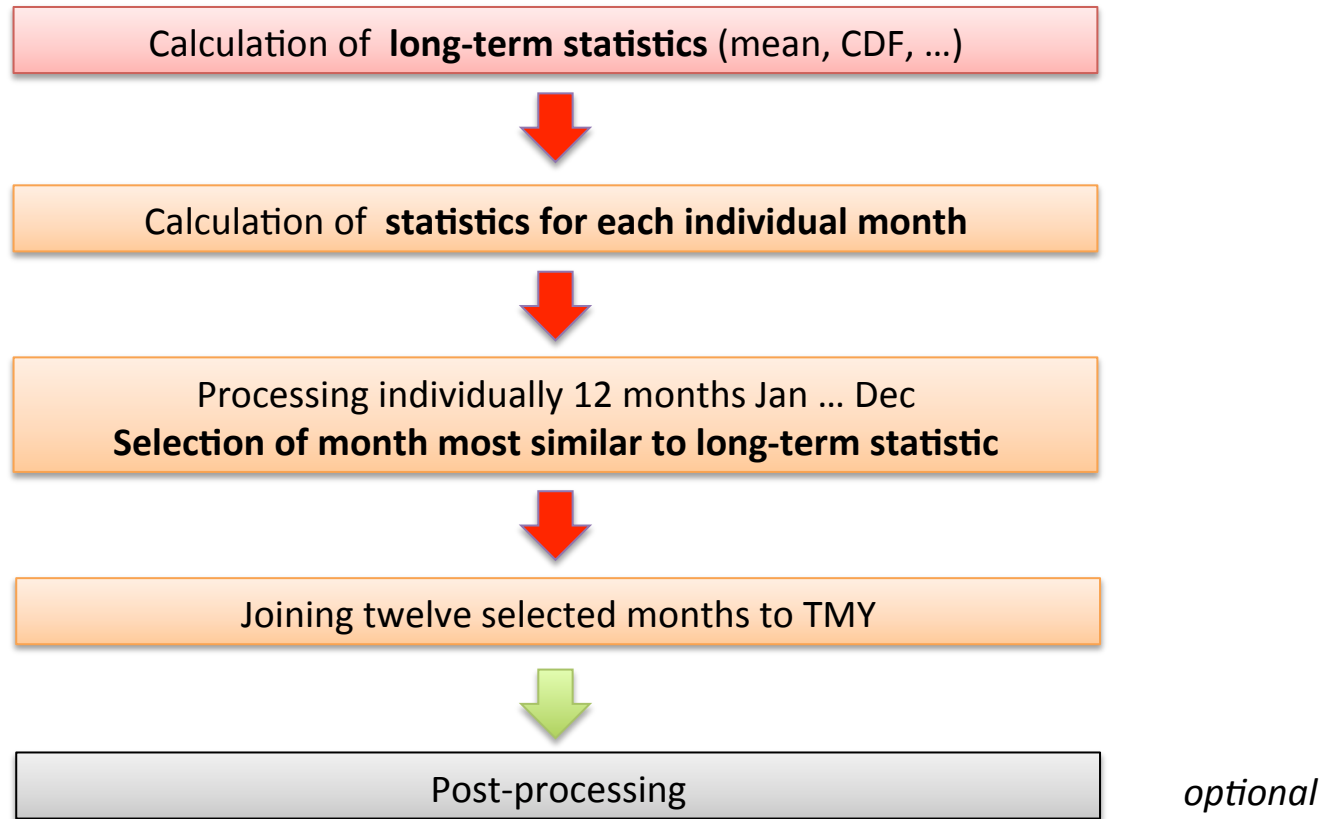 Calculation of long-term statistics (mean, CDF, …)
Calculation of statistics for each individual month
Processing individually 12 months Jan … Dec
Selection of month most similar to long-term statistic
Joining twelve selected months to TMY
Post-processing
optional